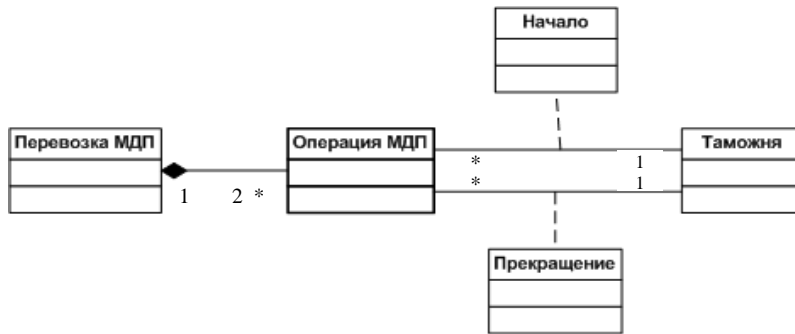 Начало
Перевозка МДП
Операция МДП
Таможня
* 1
* 1
1 2 *
Прекращение